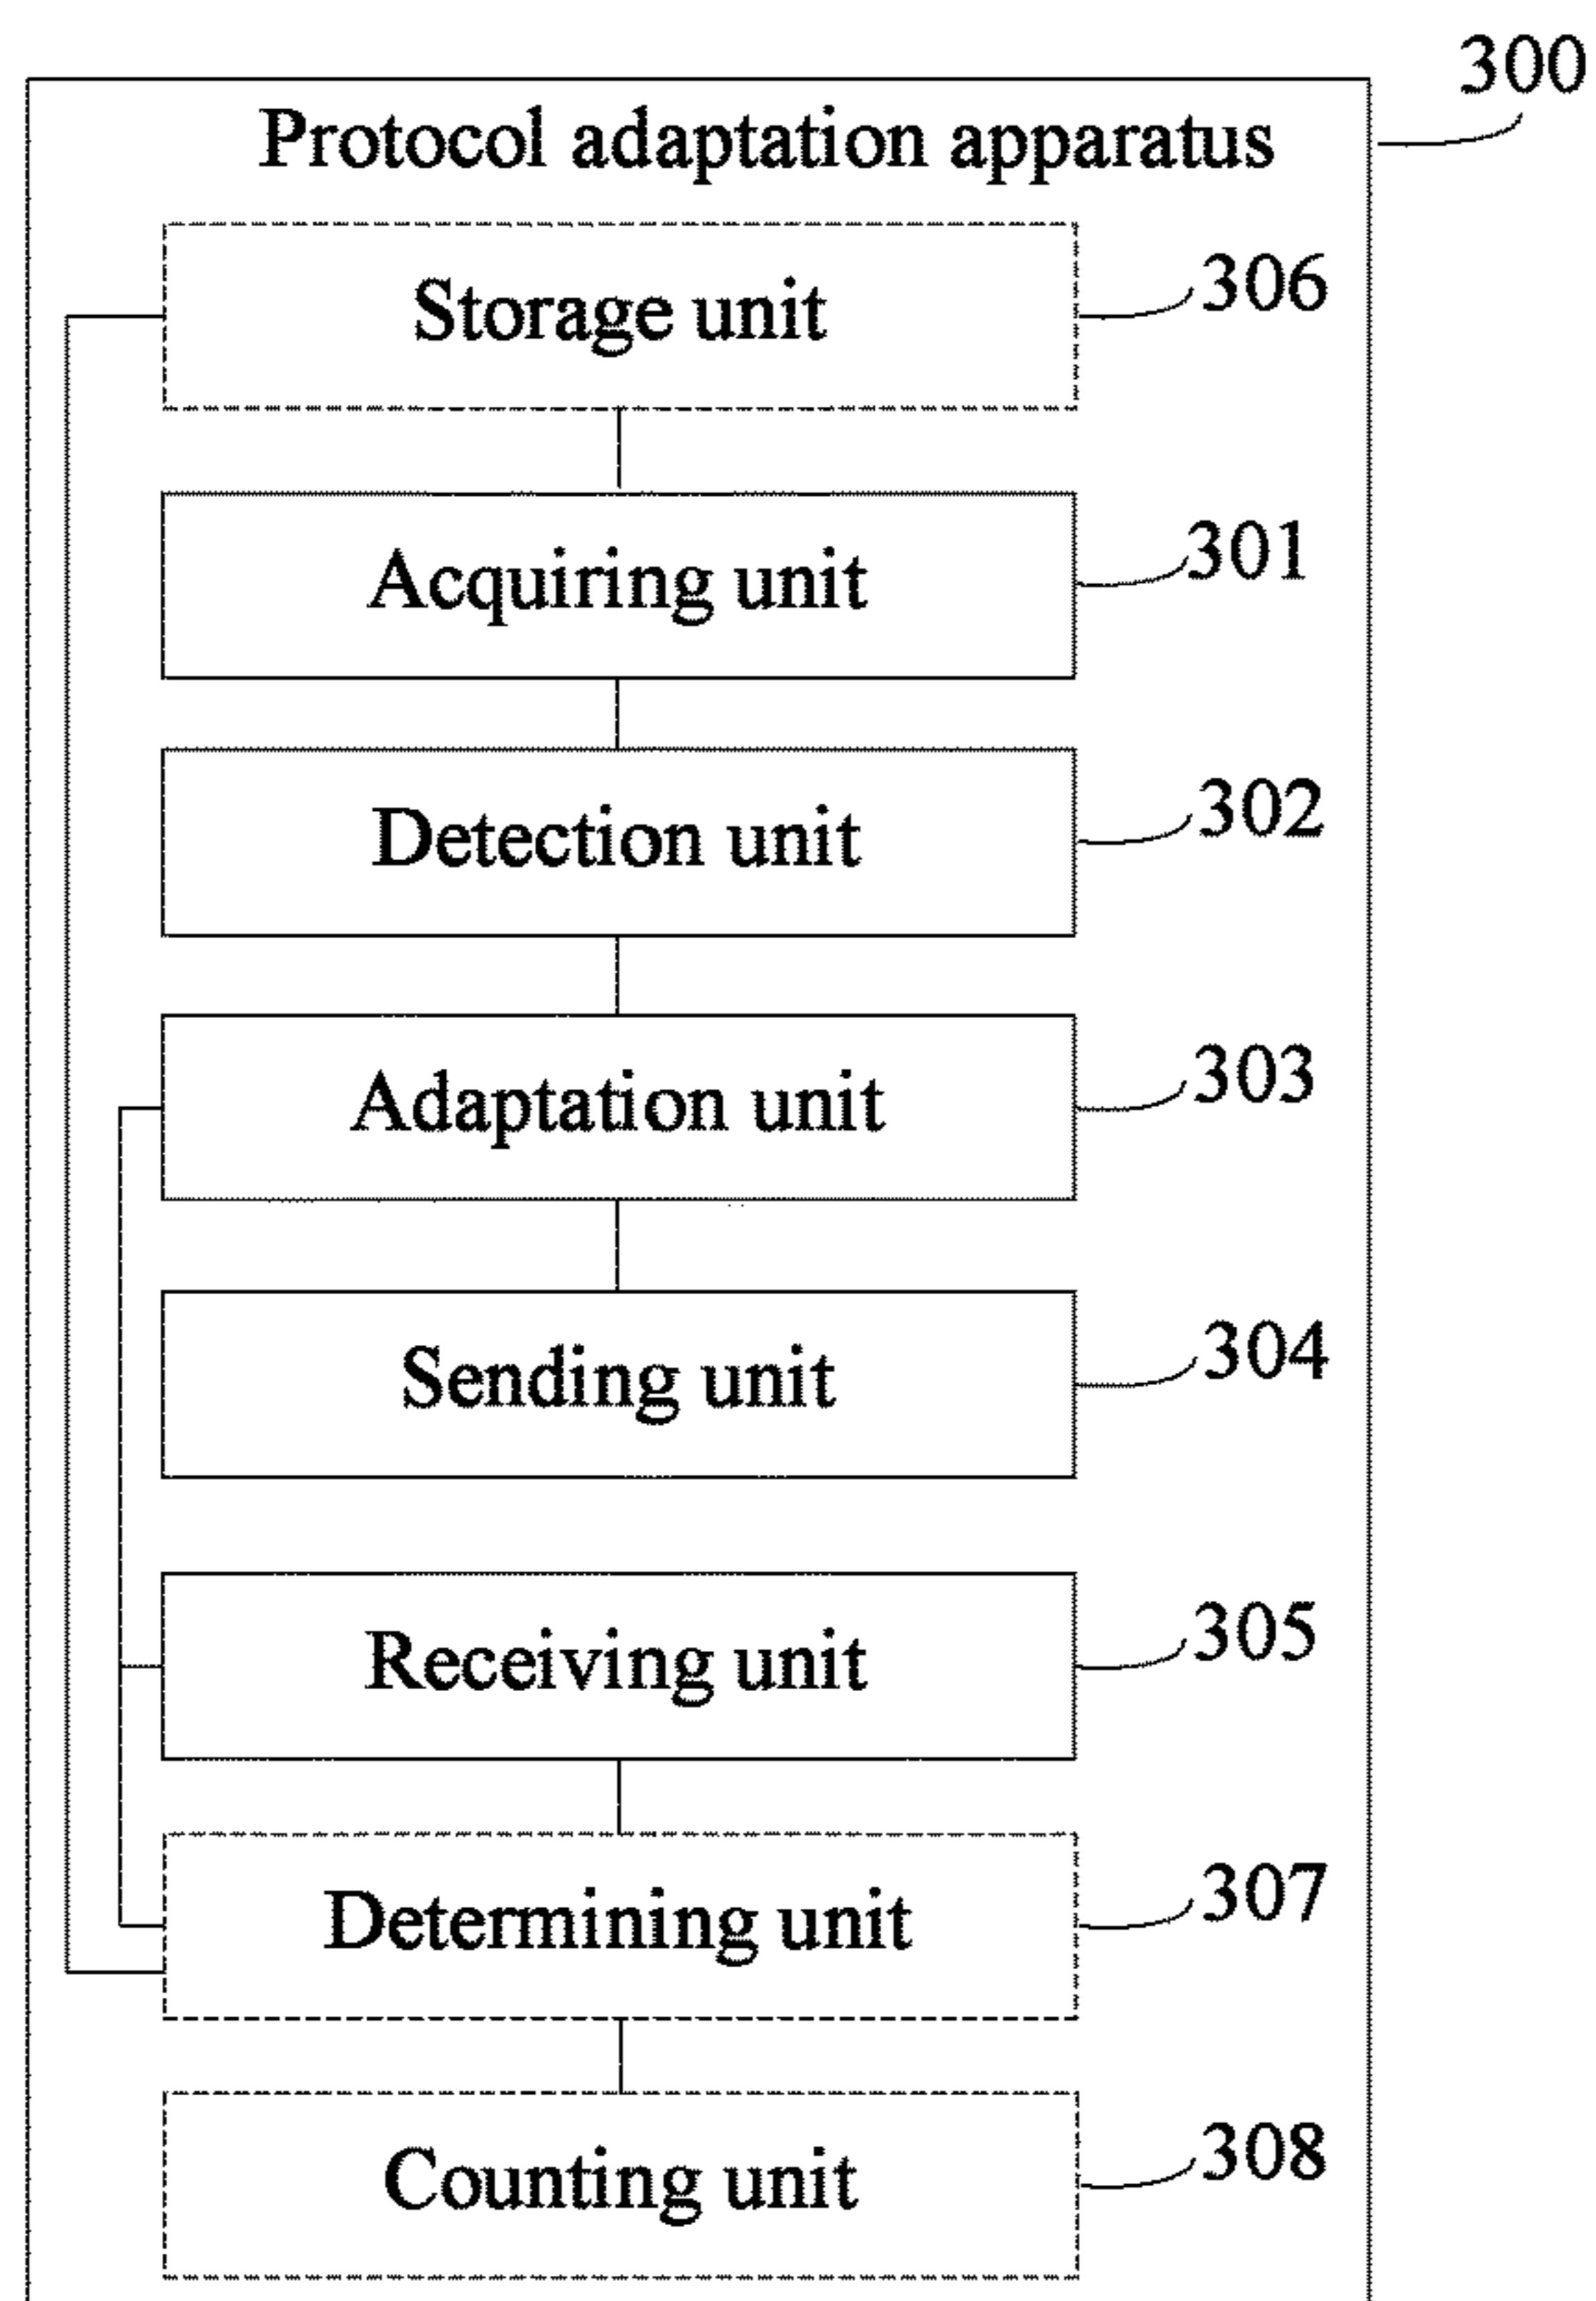 300
Protocol adaptation apparatus
Storage unit
306
Acquiring unit
301
Detection unit
302
Adaptation unit
303
Sending unit
304
Receiving unit
305
Determining unit
307
Counting unit
308